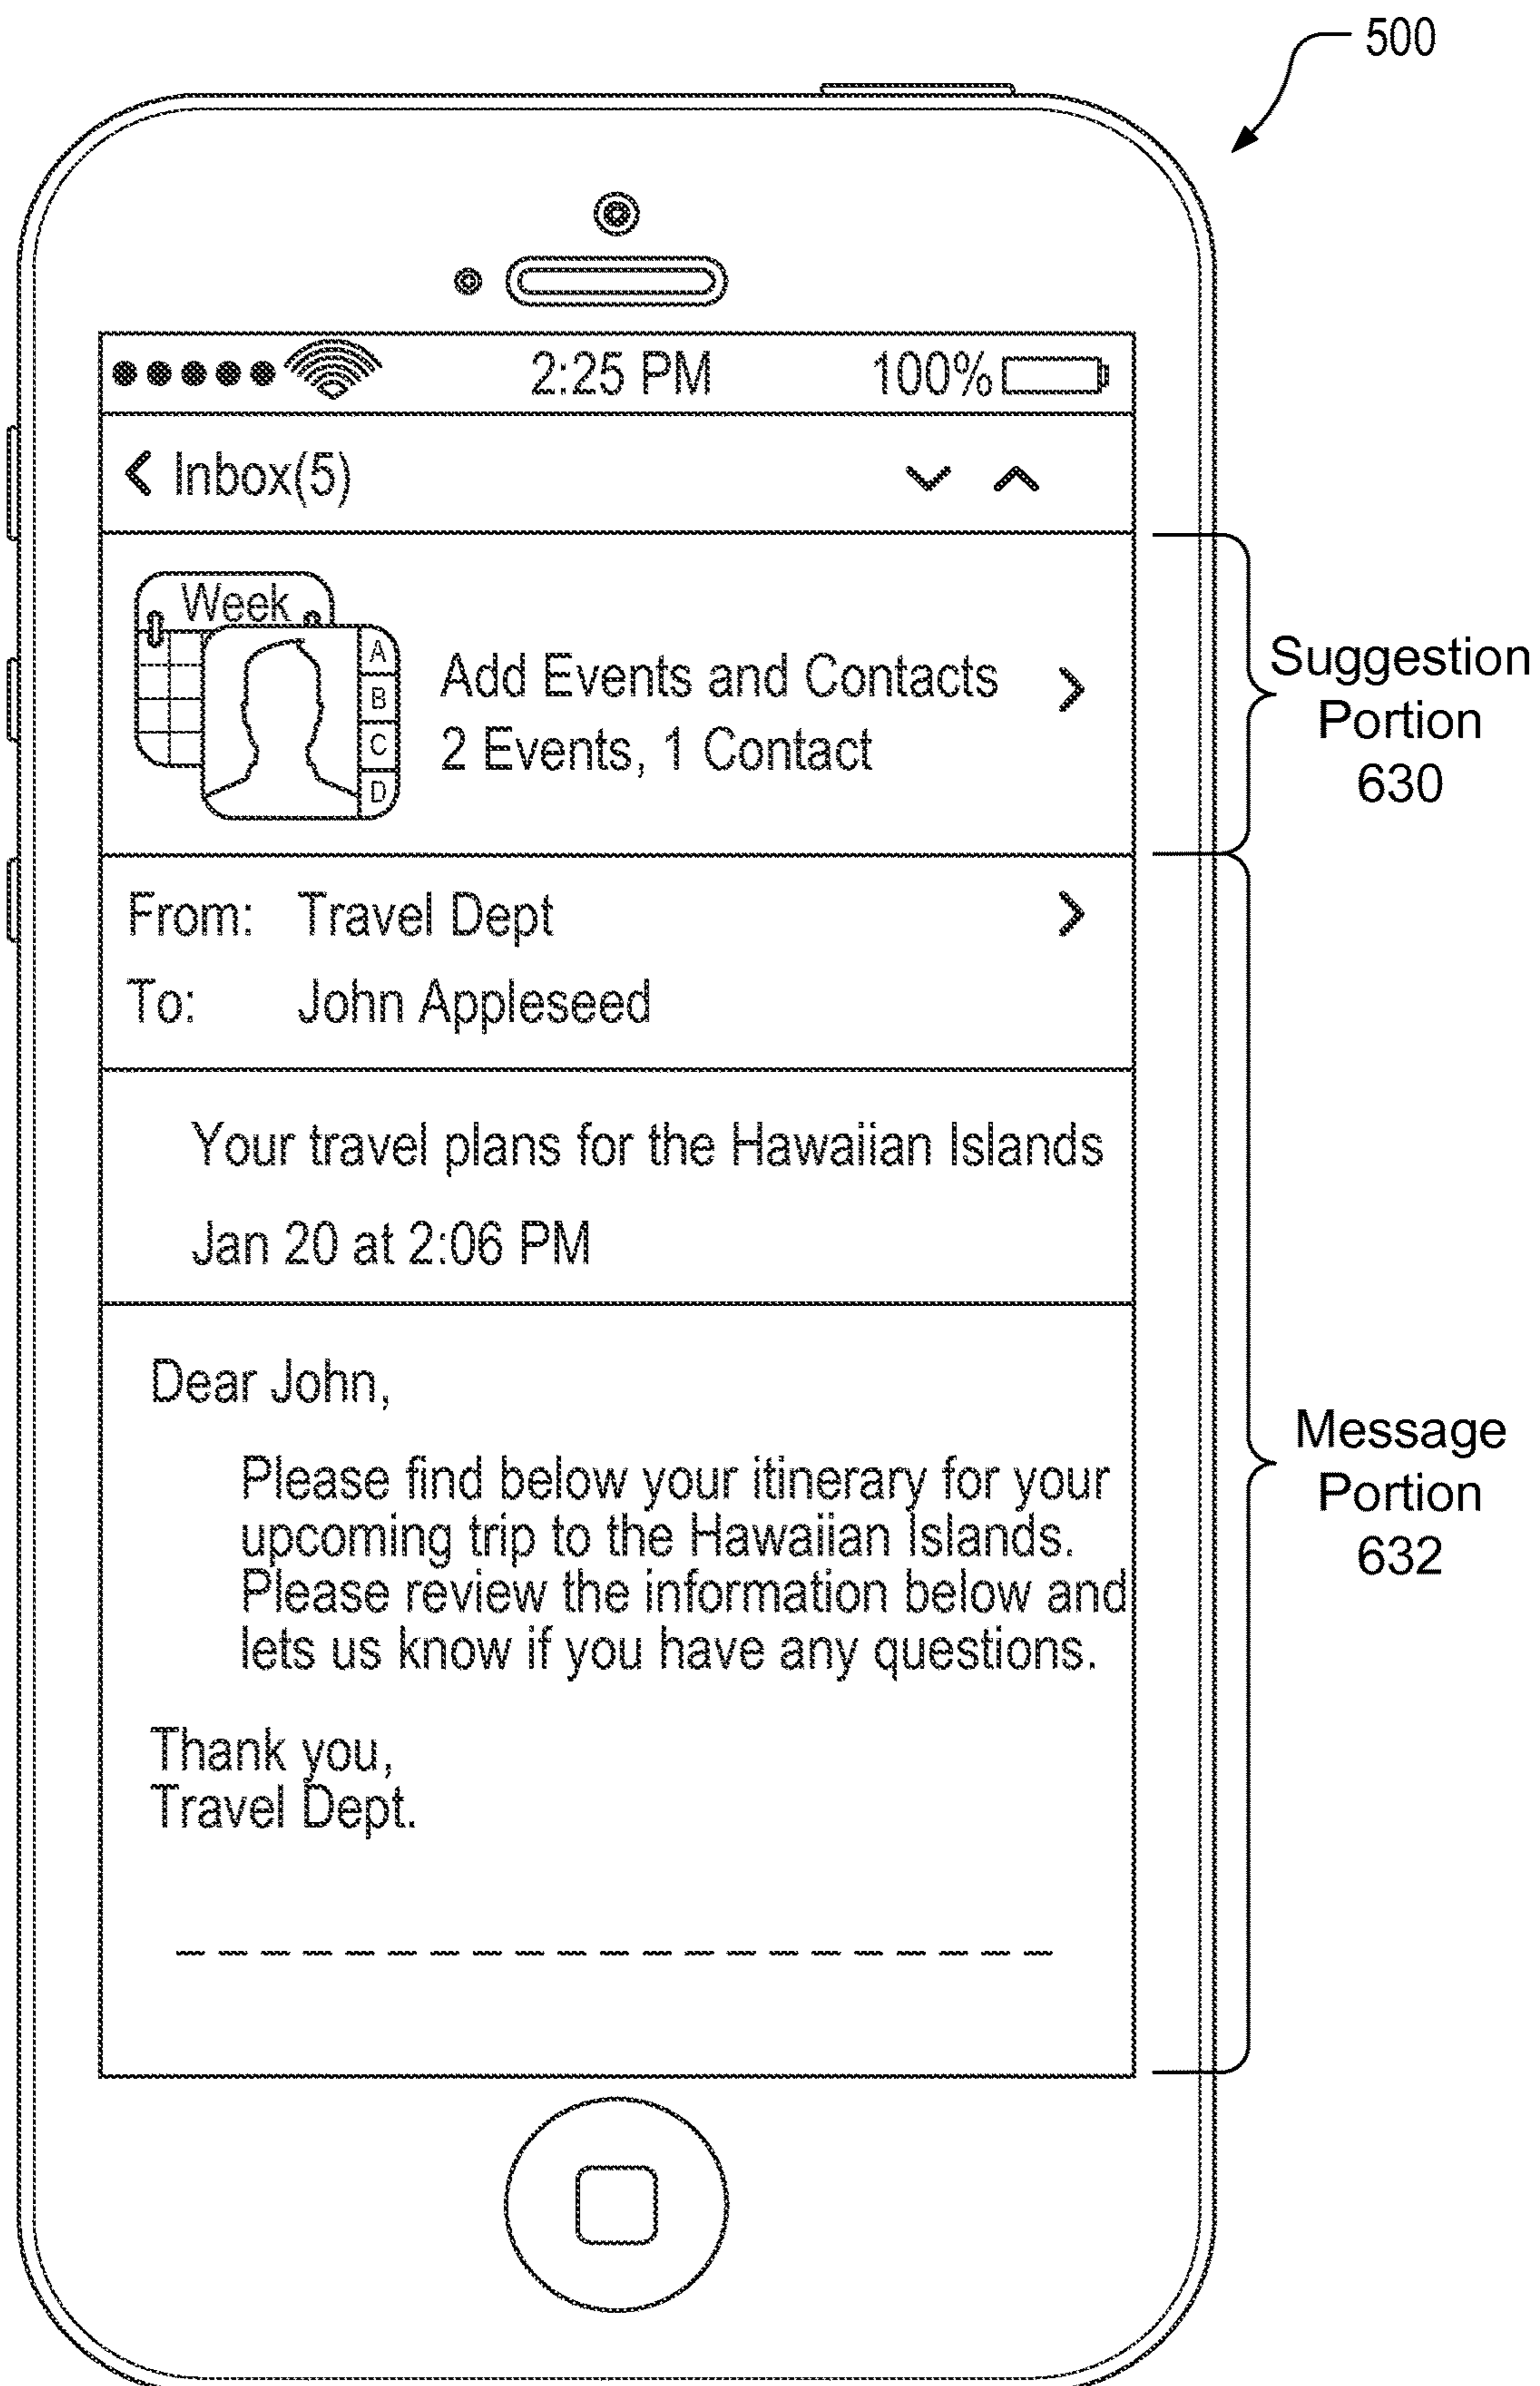 500
2:25 PM 100%
Inbox(5)
Week
A
B
C
D
Add Events and Contacts
2 Events, 1 Contact
Suggestion
Portion
630
From: Travel Dept
To: John Appleseed
Your travel plans for the Hawaiian Islands
Jan 20 at 2:06 PM
Dear John,
Please find below your itinerary for your
upcoming trip to the Hawaiian Islands.
Please review the information below and
lets us know if you have any questions.
Thank you,
Travel Dept.
Message
Portion
632